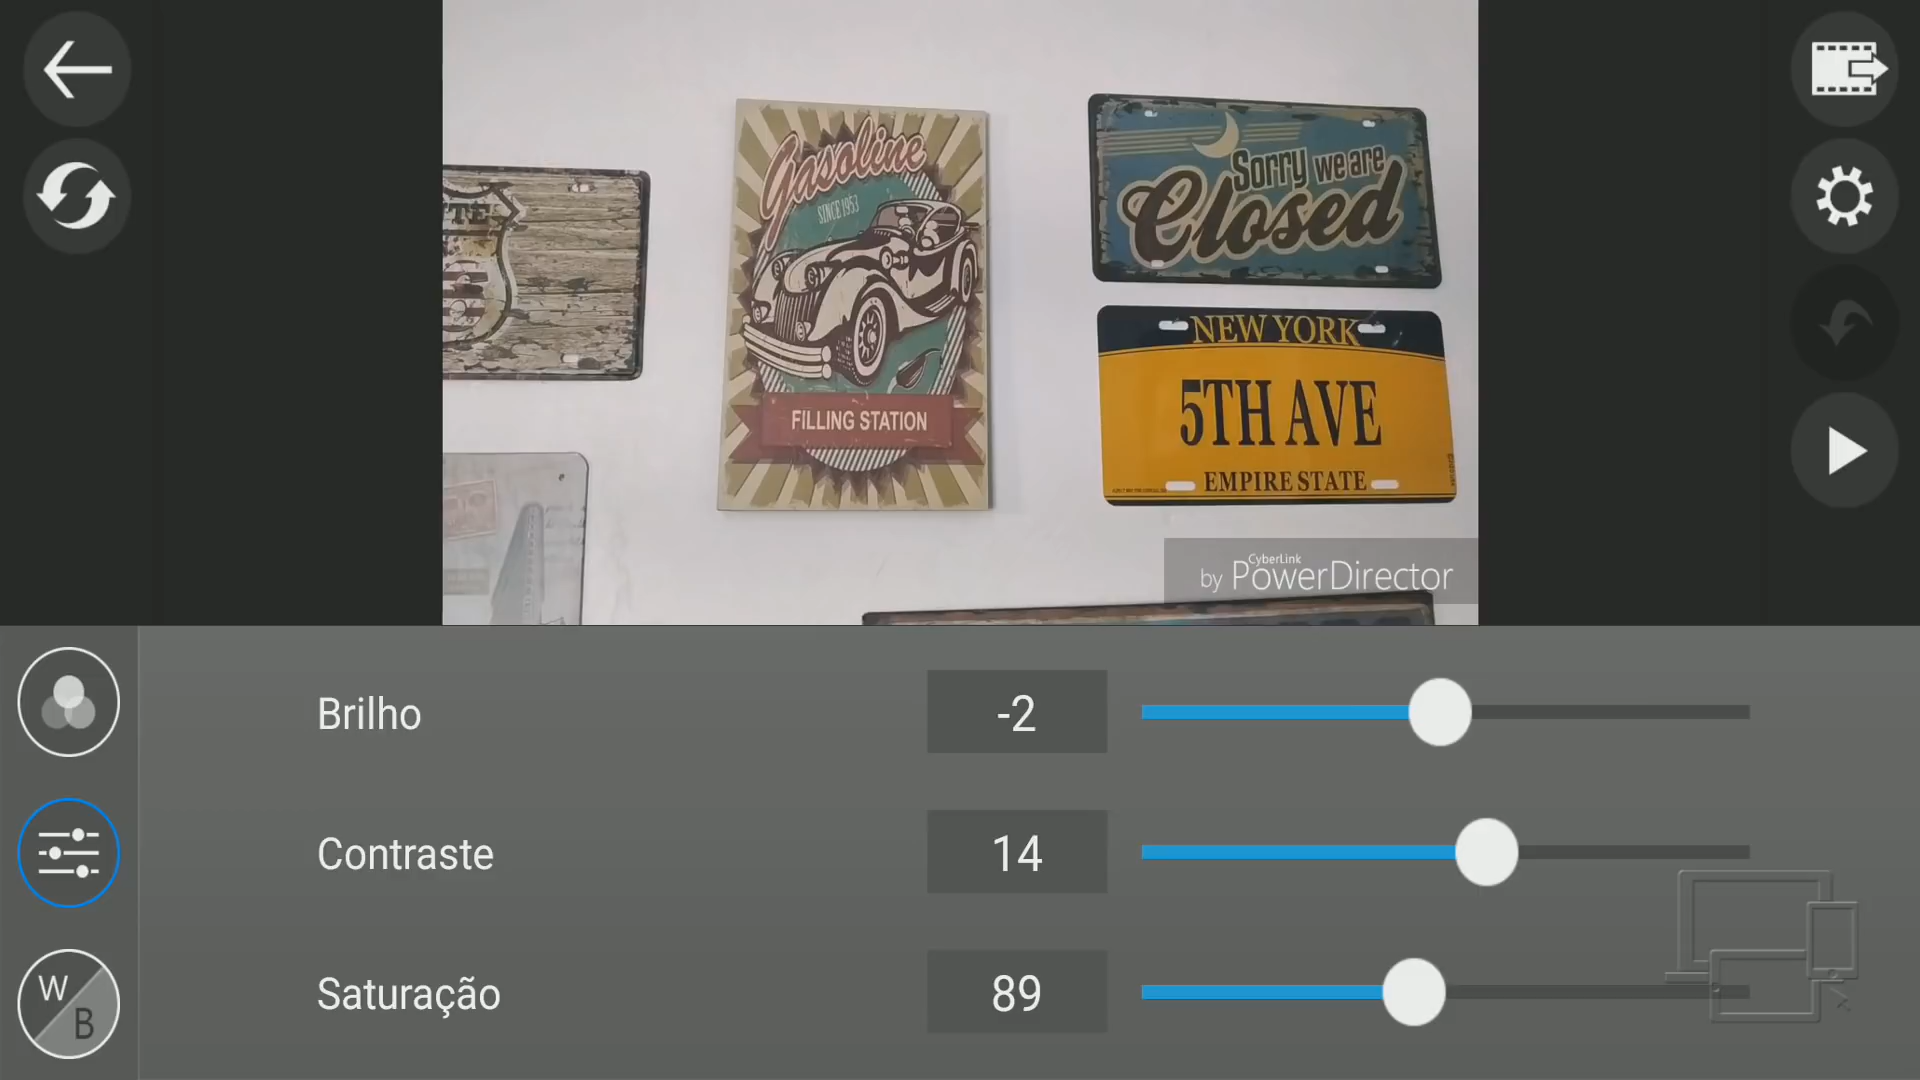 Gasoline
SINCE 1953
FILLING STATION
Sorry we are
Closed
NEW YORK
5TH AVE
EMPIRE STATE
CyberLink
by PowerDirector
Brilho
-2
Contraste
14
Saturação
89
W
B